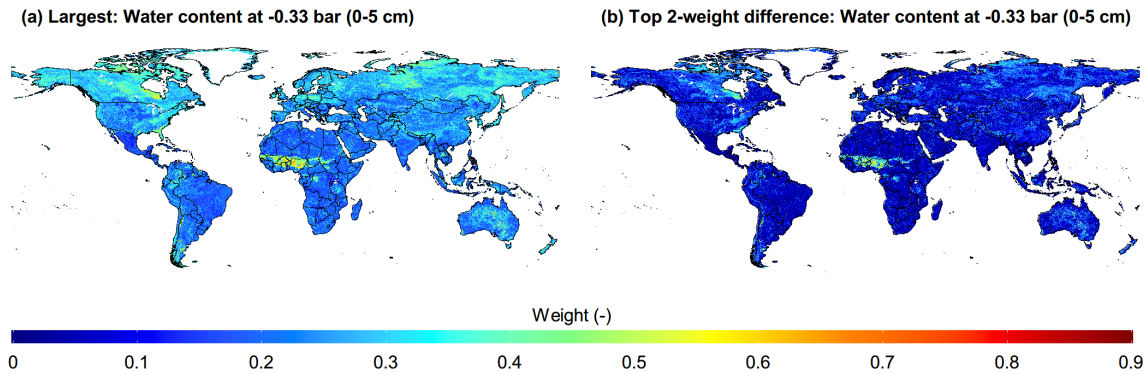 (a) Largest: Water content at -0.33 bar (0-5 cm)
(b) Top 2-weight difference: Water content at -0.33 bar (0-5 cm)
Weight (-)
0 0.1 0.2 0.3 0.4 0.5 0.6 0.7 0.8 0.9